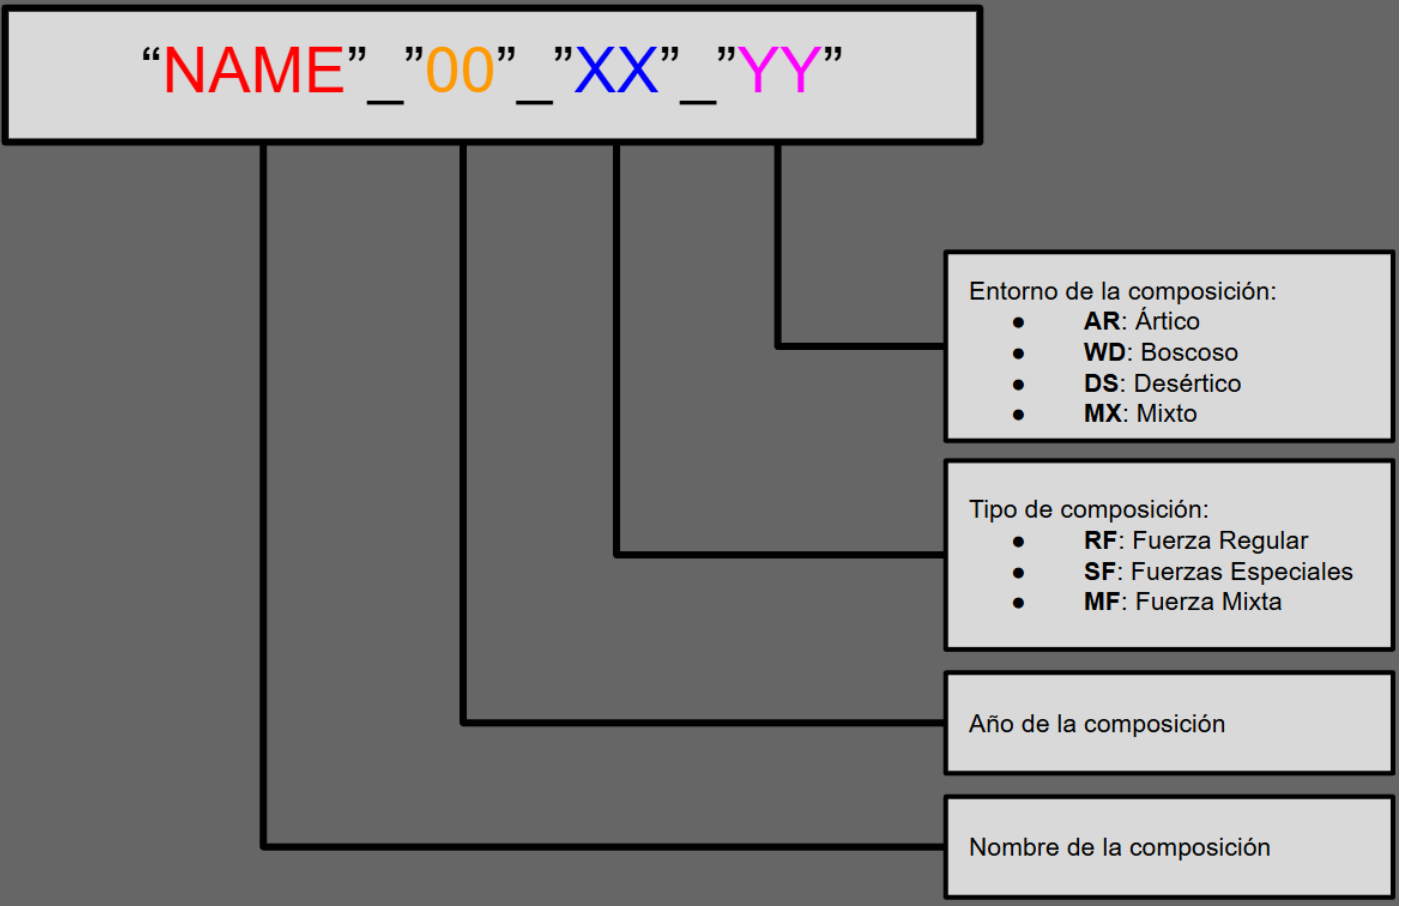 “NAME”_”00”_”XX”_”YY”
Entorno de la composición:
● AR: Ártico
● WD: Boscoso
● DS: Desértico
● MX: Mixto
Tipo de composición:
● RF: Fuerza Regular
● SF: Fuerzas Especiales
● MF: Fuerza Mixta
Año de la composición
Nombre de la composición